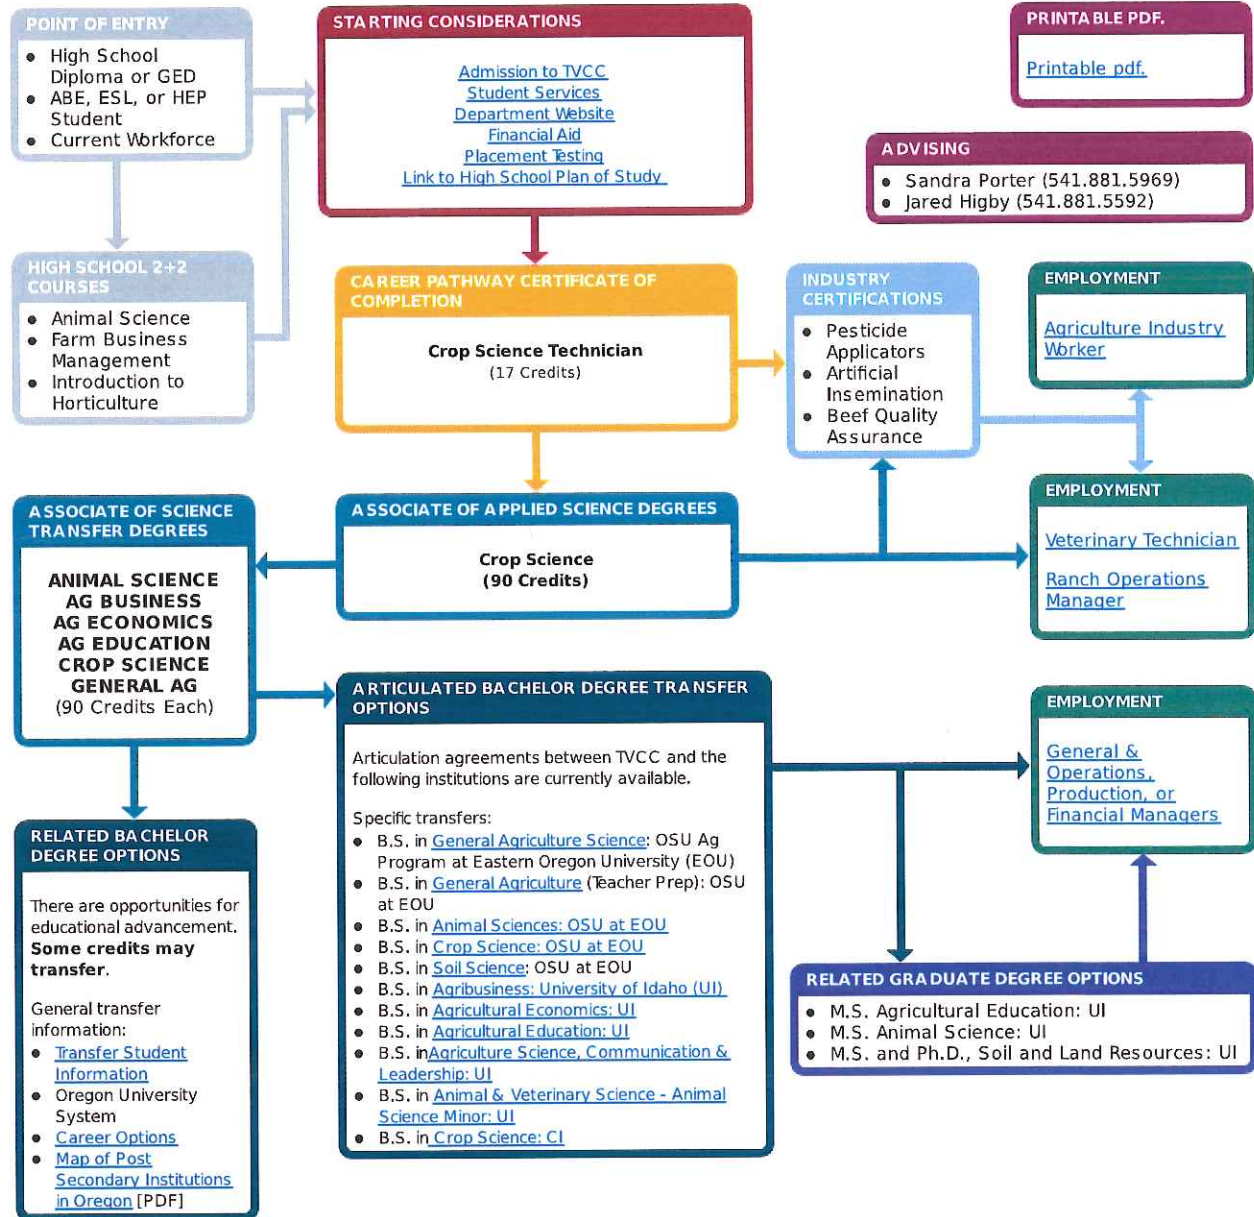 POINT OF ENTRY
• High School
Diploma or GED
• ABE, ESL, or HEP
Student
• Current Workforce
STARTING CONSIDERATIONS
Admission to TVCC
Student Services
Department Website
Financial Aid
Placement Testing
Link to High School Plan of Study
PRINTABLE PDF.
Printable pdf.
ADVISING
• Sandra Porter (541.881.5969)
• Jared Higby (541.881.5592)
HIGH SCHOOL 2+2
COURSES
• Animal Science
• Farm Business
Management
• Introduction to
Horticulture
CAREER PATHWAY CERTIFICATE OF
COMPLETION
Crop Science Technician
(17 Credits)
INDUSTRY
CERTIFICATIONS
• Pesticide
Applicators
• Artificial
Insemination
• Beef Quality
Assurance
EMPLOYMENT
Agriculture Industry
Worker
ASSOCIATE OF SCIENCE
TRANSFER DEGREES
ANIMAL SCIENCE
AG BUSINESS
AG ECONOMICS
AG EDUCATION
CROP SCIENCE
GENERAL AG
(90 Credits Each)
ASSOCIATE OF APPLIED SCIENCE DEGREES
Crop Science
(90 Credits)
EMPLOYMENT
Veterinary Technician
Ranch Operations
Manager
ARTICULATED BACHELOR DEGREE TRANSFER
OPTIONS
Articulation agreements between TVCC and the
following institutions are currently available.
Specific transfers:
• B.S. in General Agriculture Science: OSU Ag
Program at Eastern Oregon University (EOU)
• B.S. in General Agriculture (Teacher Prep): OSU
at EOU
• B.S. in Animal Sciences: OSU at EOU
• B.S. in Crop Science: OSU at EOU
• B.S. in Soil Science: OSU at EOU
• B.S. in Agribusiness: University of Idaho (UI)
• B.S. in Agricultural Economics: UI
• B.S. in Agricultural Education: UI
• B.S. inAgriculture Science, Communication &
Leadership: UI
• B.S. in Animal & Veterinary Science - Animal
Science Minor: UI
• B.S. in Crop Science: CI
EMPLOYMENT
General &
Operations,
Production, or
Financial Managers
RELATED BACHELOR
DEGREE OPTIONS
There are opportunities for
educational advancement.
Some credits may
transfer.
General transfer
information:
• Transfer Student
Information
• Oregon University
System
• Career Options
• Map of Post
Secondary Institutions
in Oregon [PDF]
RELATED GRADUATE DEGREE OPTIONS
• M.S. Agricultural Education: UI
• M.S. Animal Science: UI
• M.S. and Ph.D., Soil and Land Resources: UI